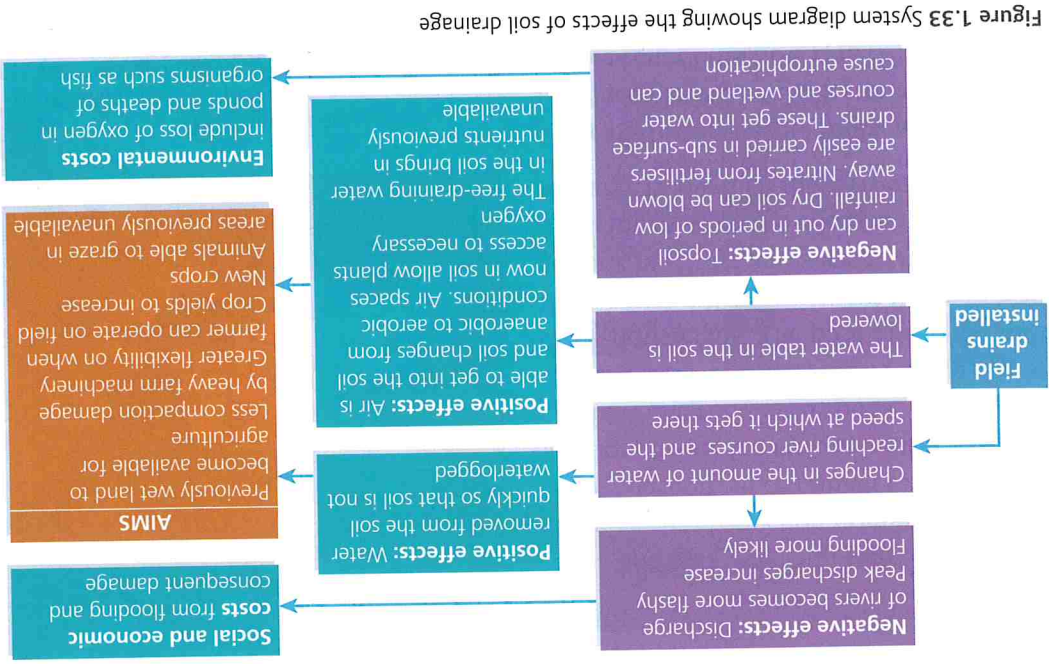 Negative effects: Discharge
of rivers becomes more flashy
Peak discharges increase
Flooding more likely
Social and economic
costs from flooding and
consequent damage
Field
drains
installed
Changes in the amount of water
reaching river courses and the
speed at which it gets there
Positive effects: Water
removed from the soil
quickly so that soil is not
waterlogged
AIMS
Previously wet land to
become available for
agriculture
Less compaction damage
by heavy farm machinery
Greater flexibility on when
farmer can operate on field
Crop yields to increase
New crops
Animals able to graze in
areas previously unavailable
The water table in the soil is
lowered
Positive effects: Air is
able to get into the soil
and soil changes from
anaerobic to aerobic
conditions. Air spaces
now in soil allow plants
access to necessary
oxygen
The free-draining water
in the soil brings in
nutrients previously
unavailable
Negative effects: Topsoil
can dry out in periods of low
rainfall. Dry soil can be blown
away. Nitrates from fertilisers
are easily carried in sub-surface
drains. These get into water
courses and wetland and can
cause eutrophication
Environmental costs
include loss of oxygen in
ponds and deaths of
organisms such as fish
Figure 1.33 System diagram showing the effects of soil drainage